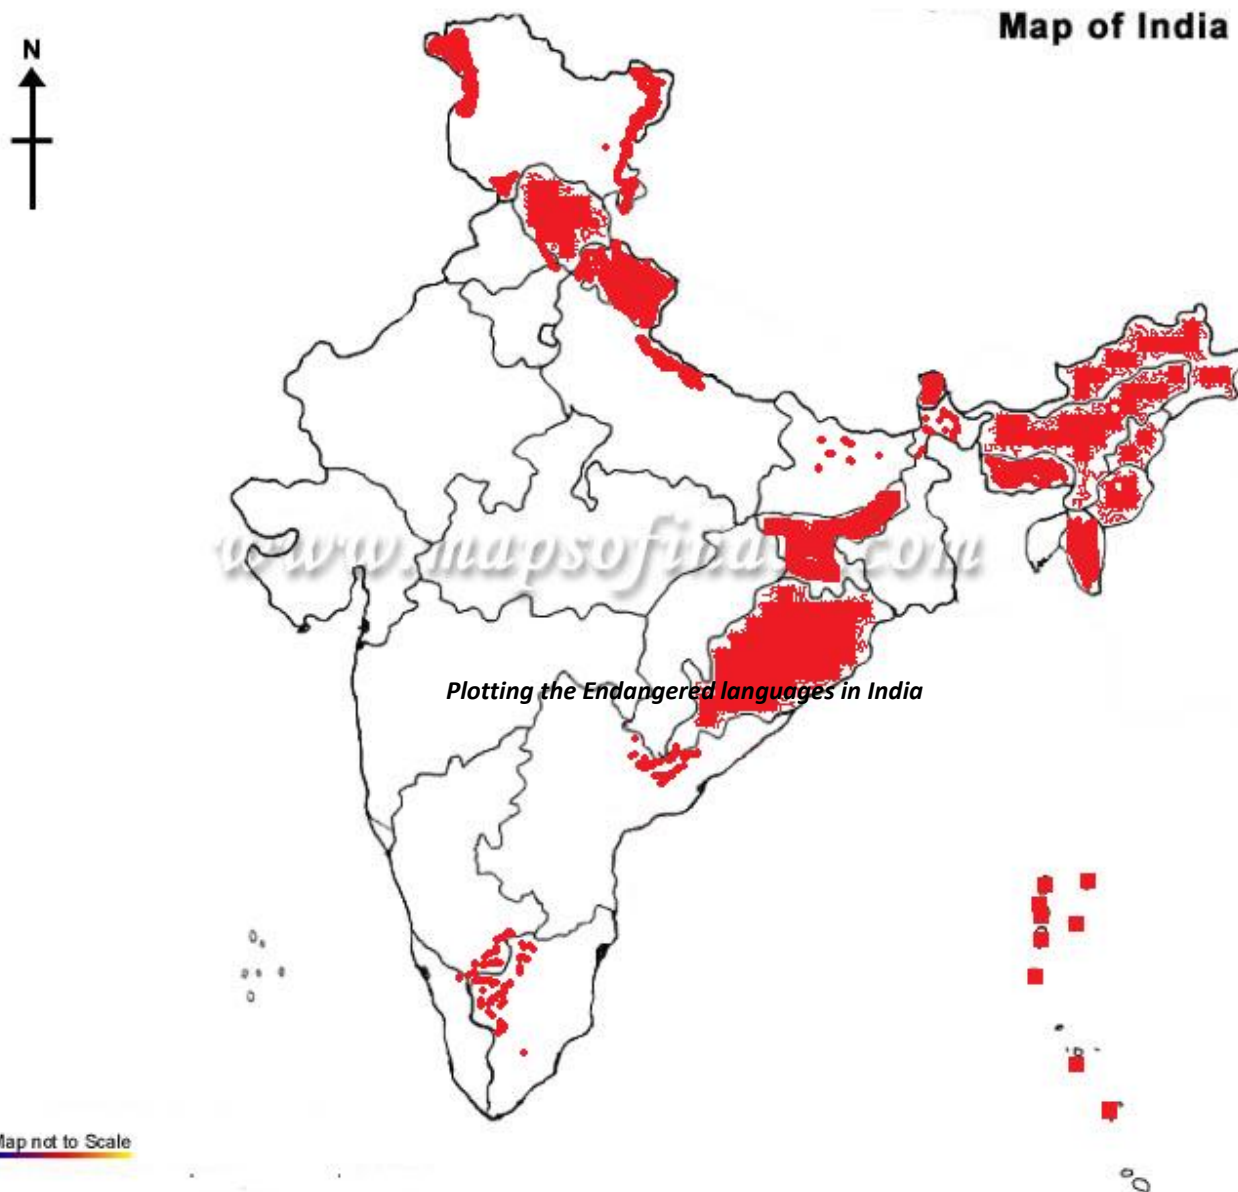 Map of India
N
www.mapsofindia.com
Plotting the Endangered languages in India
Map not to Scale